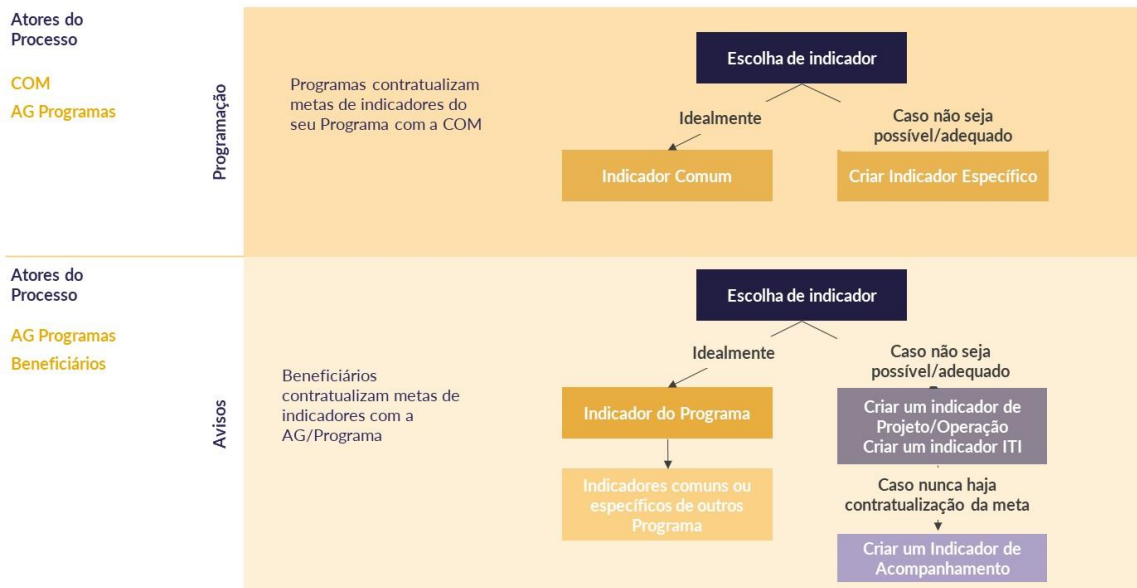 Atores do
Processo
COM
AG Programas
Programação
Programas contratualizam
metas de indicadores do
seu Programa com a COM
Escolha de indicador
Idealmente
Caso não seja
possível/adequado
Indicador Comum
Criar Indicador Específico
Atores do
Processo
AG Programas
Beneficiários
Avisos
Beneficiários
contratualizam metas de
indicadores com a
AG/Programa
Escolha de indicador
Idealmente
Caso não seja
possível/adequado
Indicador do Programa
Criar um indicador de
Projeto/Operação
Criar um indicador ITI
Indicadores comuns ou
específicos de outros
Programa
Caso nunca haja
contratualização da meta
Criar um Indicador de
Acompanhamento